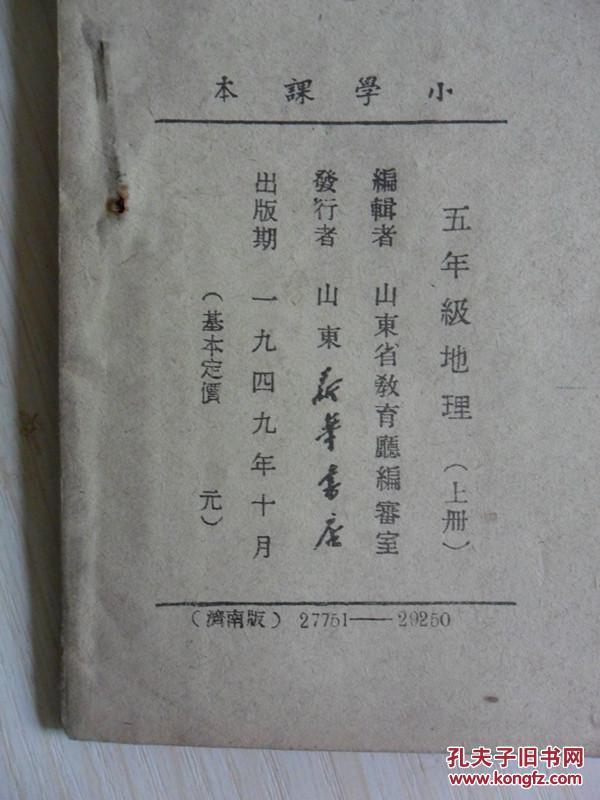 小學課本
五年級地理（上册）
編輯者 山東省教育廳編審室
發行者 山東新華書店
出版期 一九四九年十月
（基本定價 元）
（濟南版）27751——29250
孔夫子旧书网
www.kongfz.com